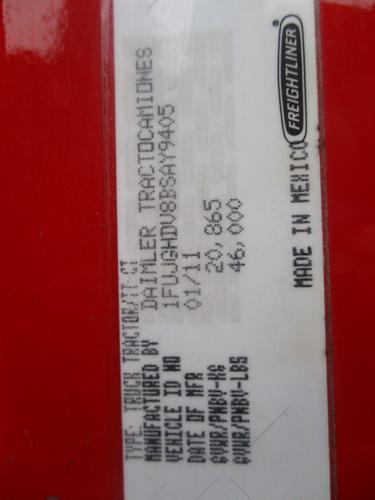 FREIGHTLINER
TYPE: TRUCK TRACTOR/TT-CT
MANUFACTURED BY DAIMLER TRACTOCAMIONES
VEHICLE ID NO 1FUJGHDV8BSAY9405
DATE OF MFR 01/11
GVWR/PNBV-KG 20,865
GVWR/PNBV-LBS 46,000
MADE IN MEXICO